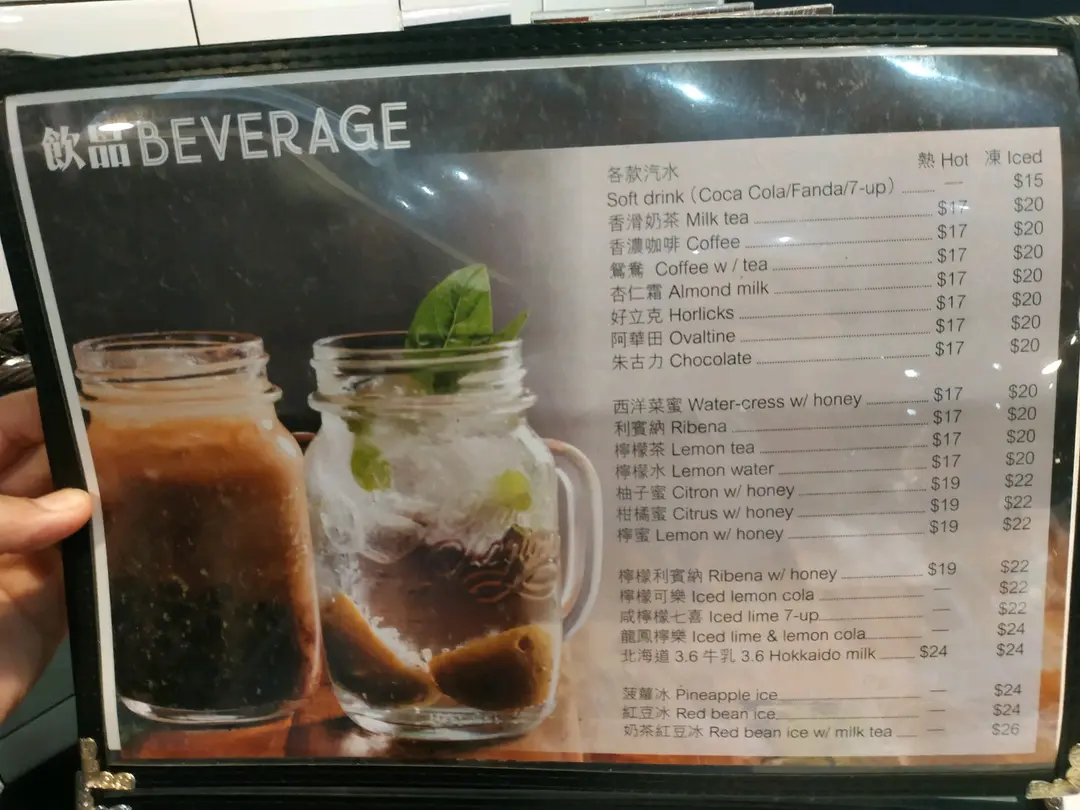 飲品 BEVERAGE
熱 Hot 凍 Iced
各款汽水
Soft drink (Coca Cola/Fanda/7-up) — $15
香滑奶茶 Milk tea $17 $20
香濃咖啡 Coffee $17 $20
鴛鴦 Coffee w / tea $17 $20
杏仁霜 Almond milk $17 $20
好立克 Horlicks $17 $20
阿華田 Ovaltine $17 $20
朱古力 Chocolate $17 $20
西洋菜蜜 Water-cress w/ honey $17 $20
利賓納 Ribena $17 $20
檸檬茶 Lemon tea $17 $20
檸檬水 Lemon water $17 $20
柚子蜜 Citron w/ honey $19 $22
柑橘蜜 Citrus w/ honey $19 $22
檸蜜 Lemon w/ honey $19 $22
檸檬利賓納 Ribena w/ honey $19 $22
檸檬可樂 Iced lemon cola — $22
咸檸檬七喜 Iced lime 7-up — $22
龍鳳檸樂 Iced lime & lemon cola — $24
北海道 3.6 牛乳 3.6 Hokkaido milk $24 $24
菠蘿冰 Pineapple ice — $24
紅豆冰 Red bean ice — $24
奶茶紅豆冰 Red bean ice w/ milk tea — $26